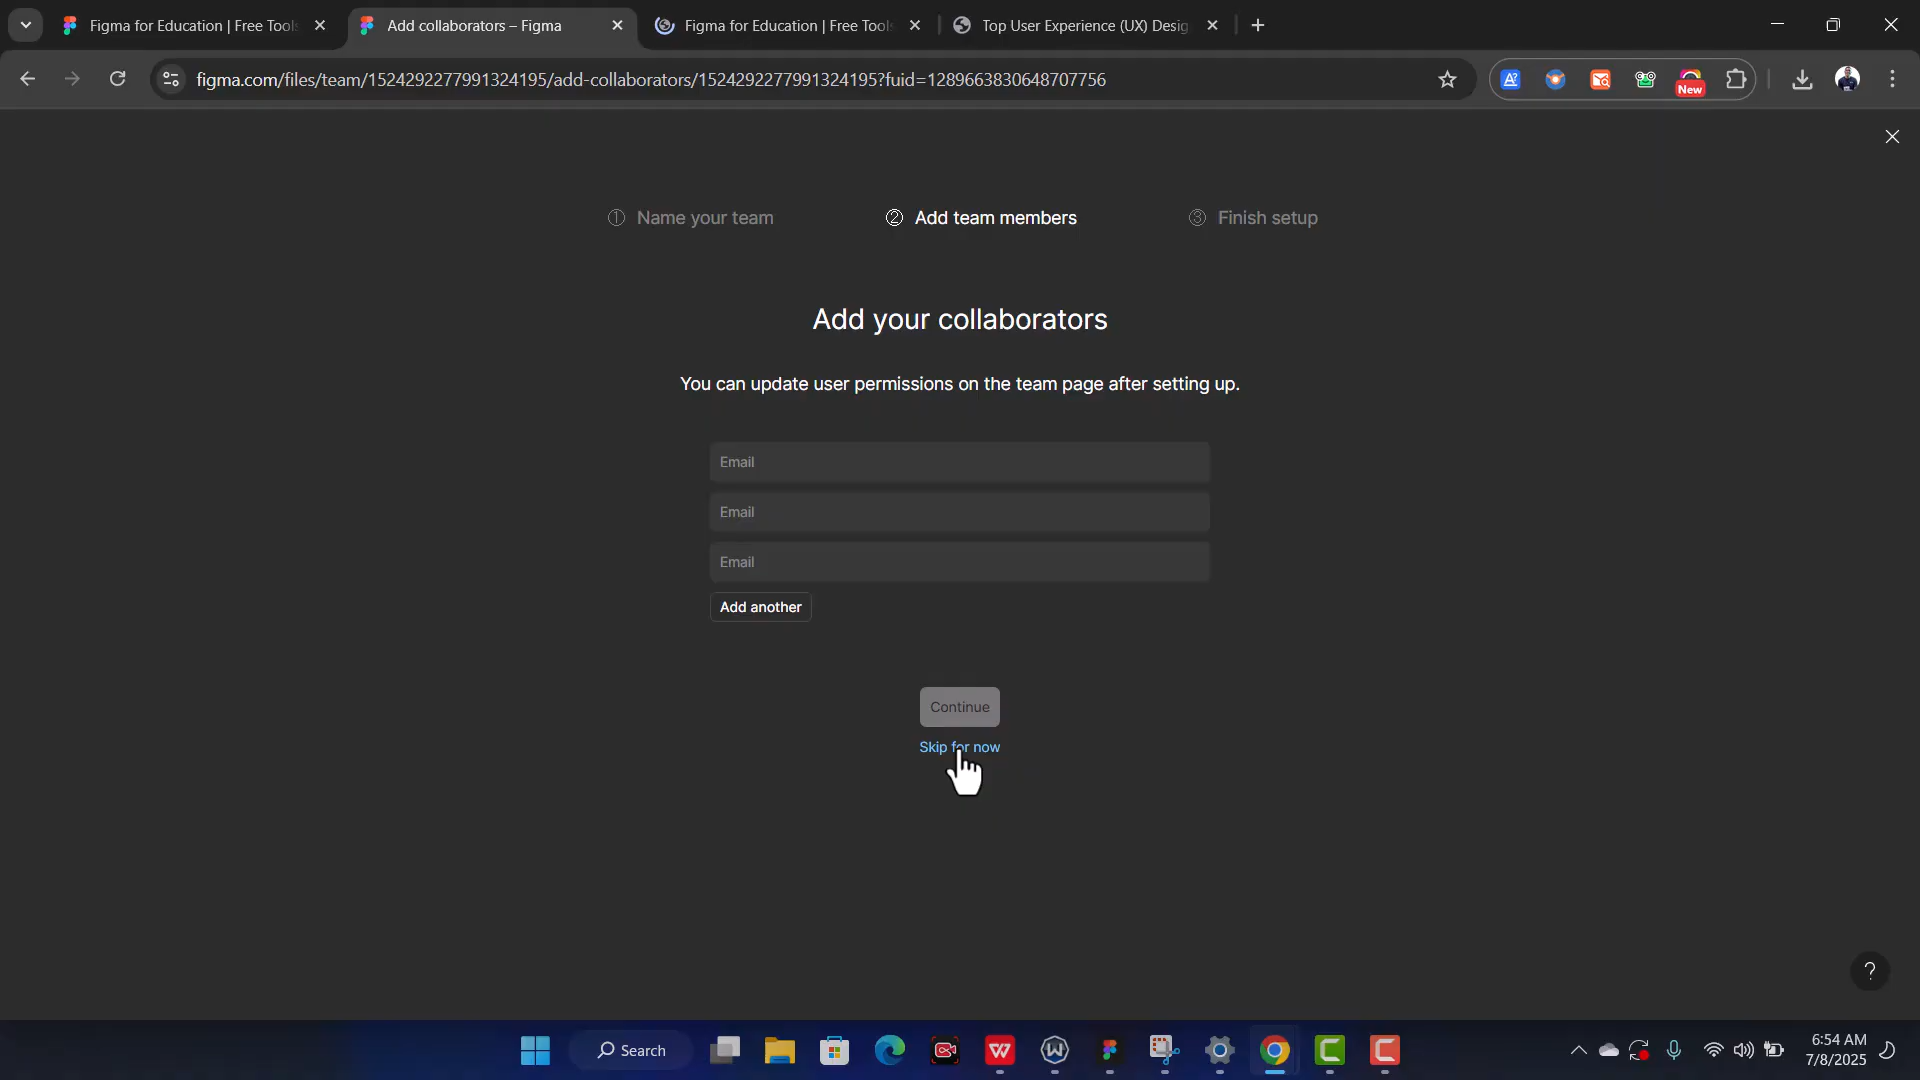 Figma for Education | Free Tools
Add collaborators – Figma
Figma for Education | Free Tools
Top User Experience (UX) Desig
figma.com/files/team/1524292277991324195/add-collaborators/1524292277991324195?fuid=1289663830648707756
New
① Name your team
② Add team members
③ Finish setup
Add your collaborators
You can update user permissions on the team page after setting up.
Email
Email
Email
Add another
Continue
Skip for now
?
Search
6:54 AM
7/8/2025